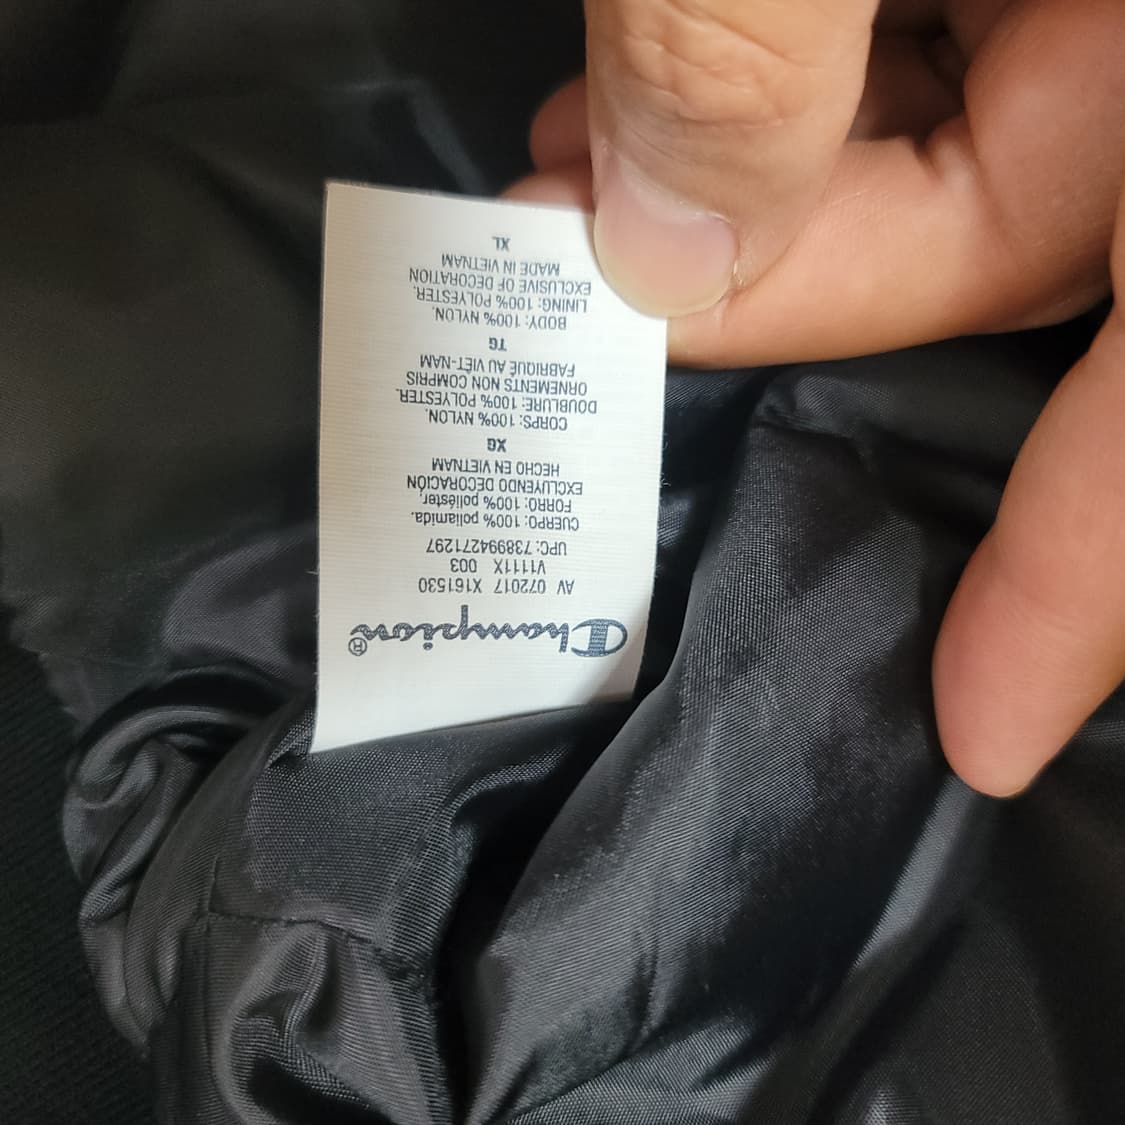 Champion®
AV 072017 X161530
V1111X 003
UPC: 738994271297
CUERPO: 100% poliamida.
FORRO: 100% poliéster,
EXCLUYENDO DECORACIÓN
HECHO EN VIETNAM
XG
CORPS: 100% NYLON.
DOUBLURE: 100% POLYESTER.
ORNEMENTS NON COMPRIS
FABRIQUÉ AU VIET-NAM
TG
BODY: 100% NYLON.
LINING: 100% POLYESTER.
EXCLUSIVE OF DECORATION
MADE IN VIETNAM
XL